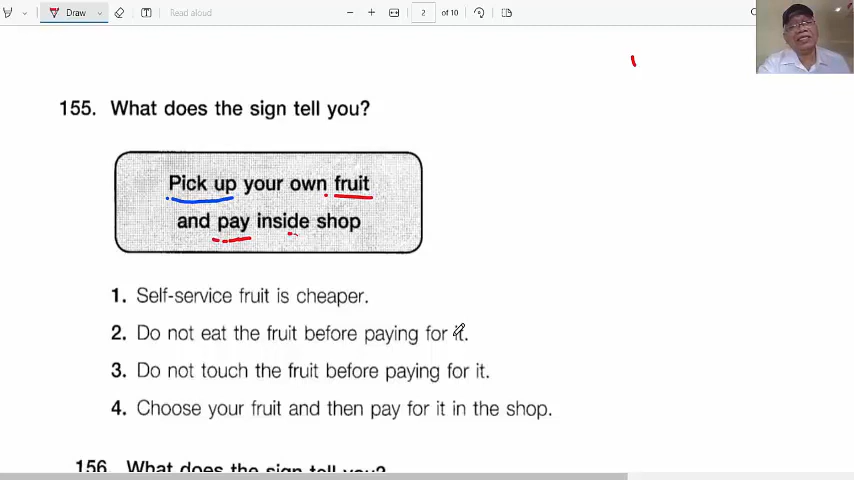 Draw
Read aloud
2 of 10
155. What does the sign tell you?
Pick up your own fruit
and pay inside shop
1. Self-service fruit is cheaper.
2. Do not eat the fruit before paying for it.
3. Do not touch the fruit before paying for it.
4. Choose your fruit and then pay for it in the shop.
156. What does the sign tell you?